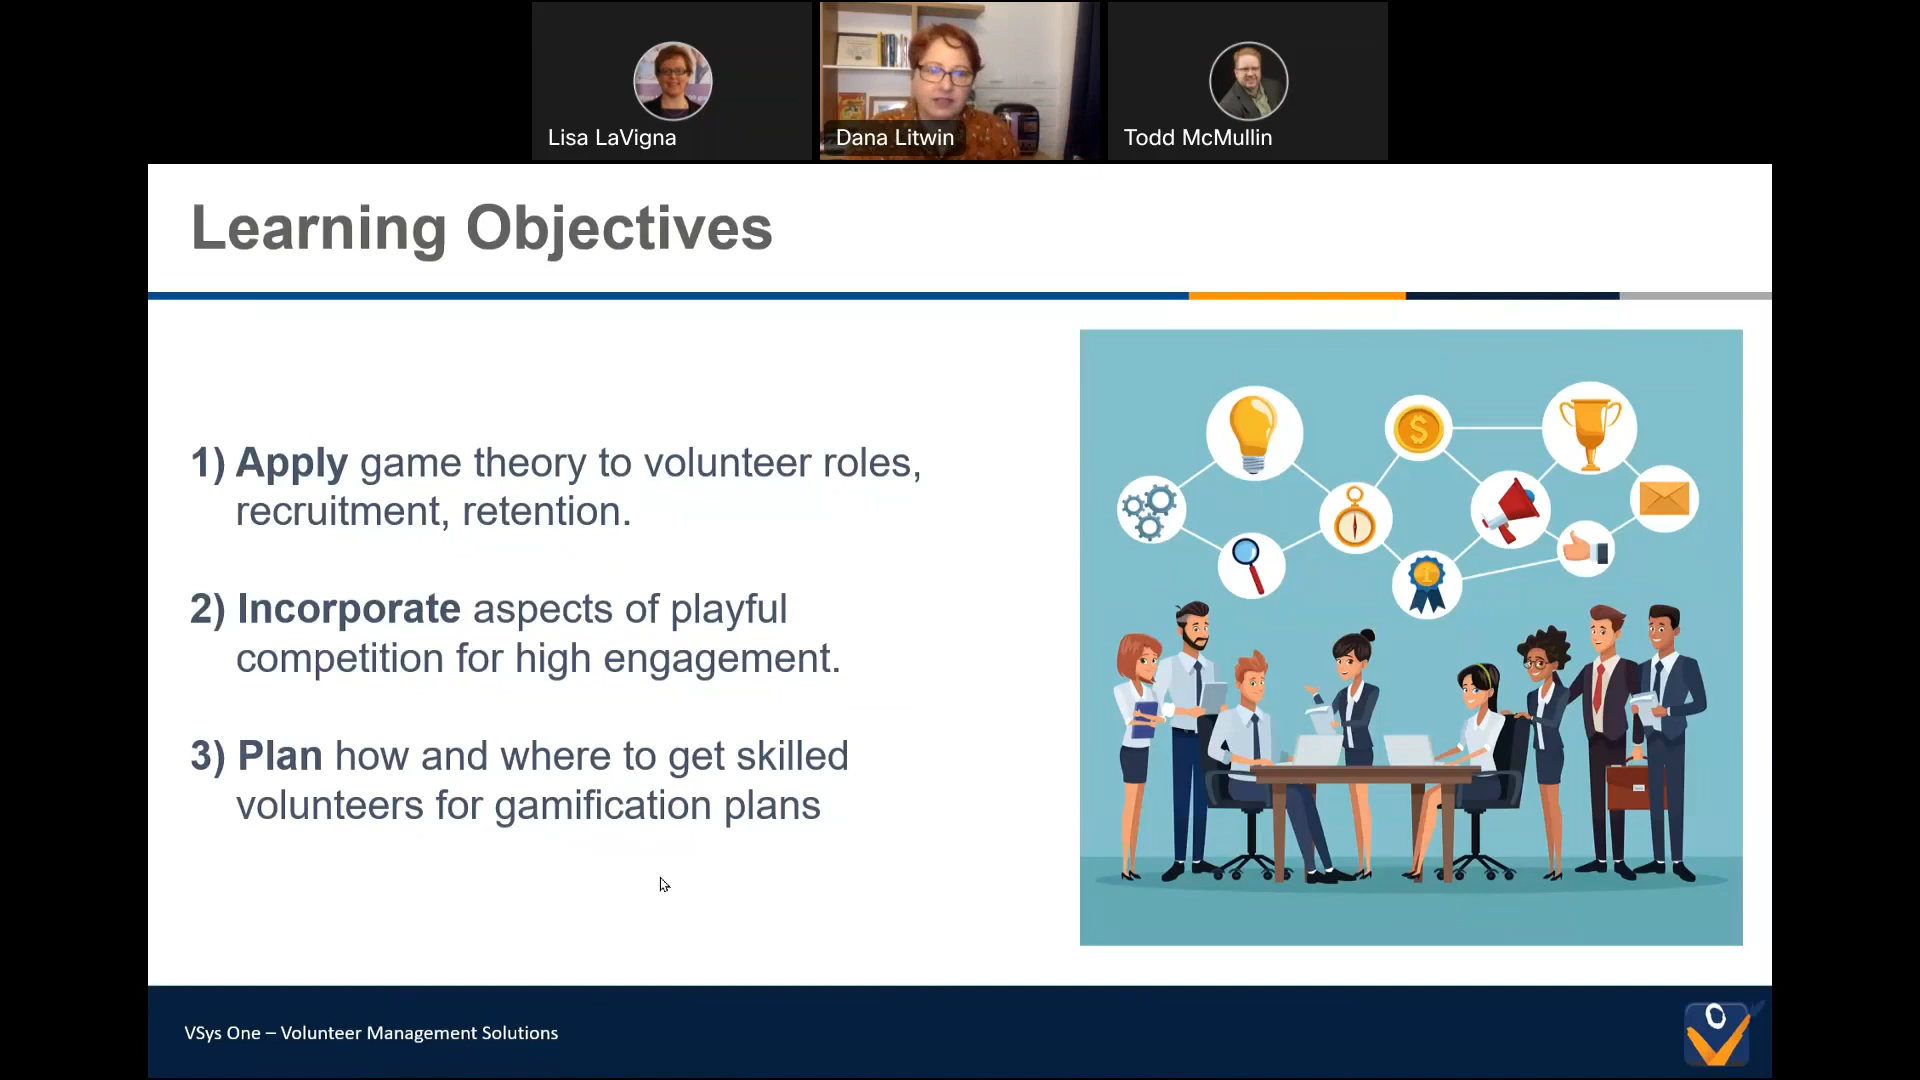 Lisa LaVigna
Dana Litwin
Todd McMullin
Learning Objectives
1) Apply game theory to volunteer roles,
recruitment, retention.
2) Incorporate aspects of playful
competition for high engagement.
3) Plan how and where to get skilled
volunteers for gamification plans
$
1
VSys One – Volunteer Management Solutions